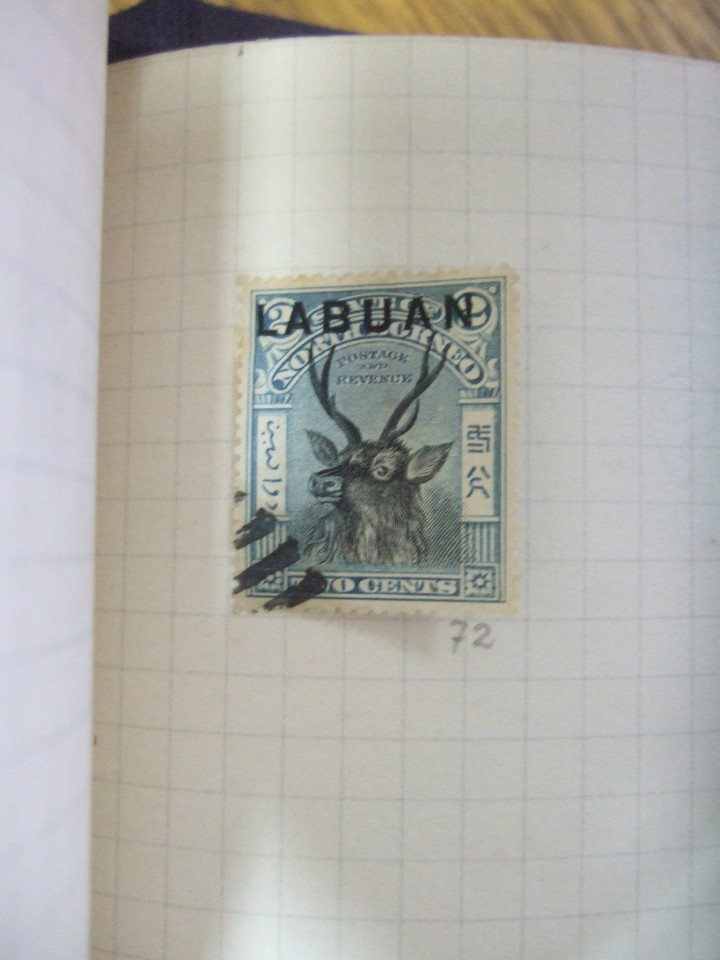 LABUAN
NORTH BORNEO
POSTAGE
AND
REVENUE
TWO CENTS
72